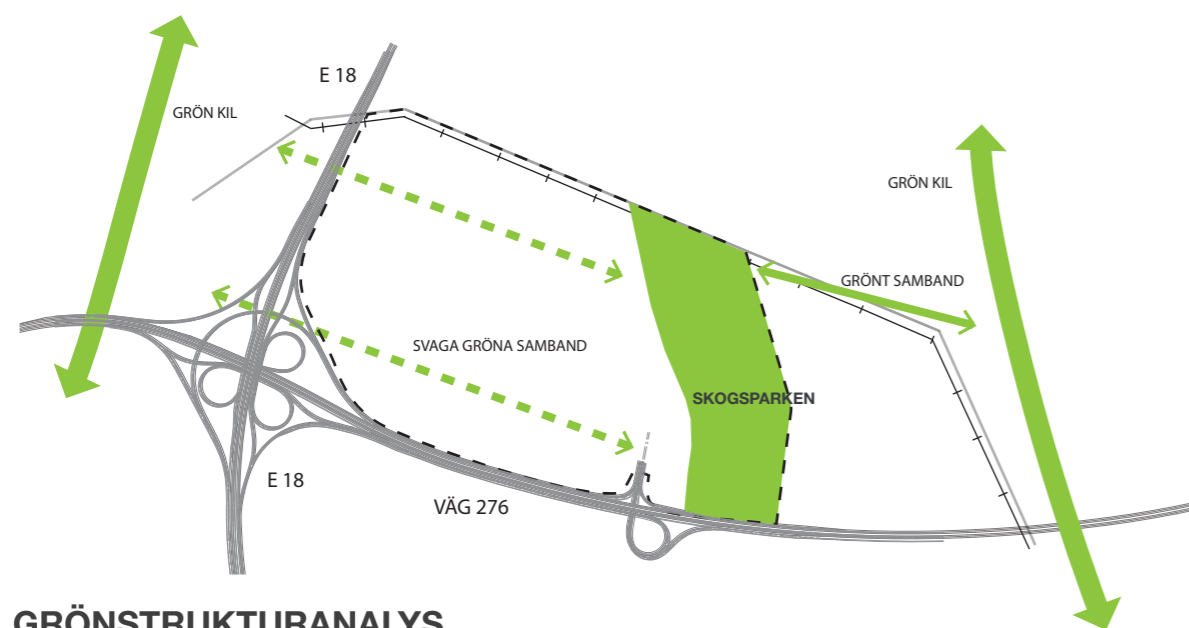 E 18
GRÖN KIL
GRÖN KIL
GRÖNT SAMBAND
SVAGA GRÖNA SAMBAND
SKOGSPARKEN
E 18
VÄG 276
GRÖNSTRUKTURANALYS